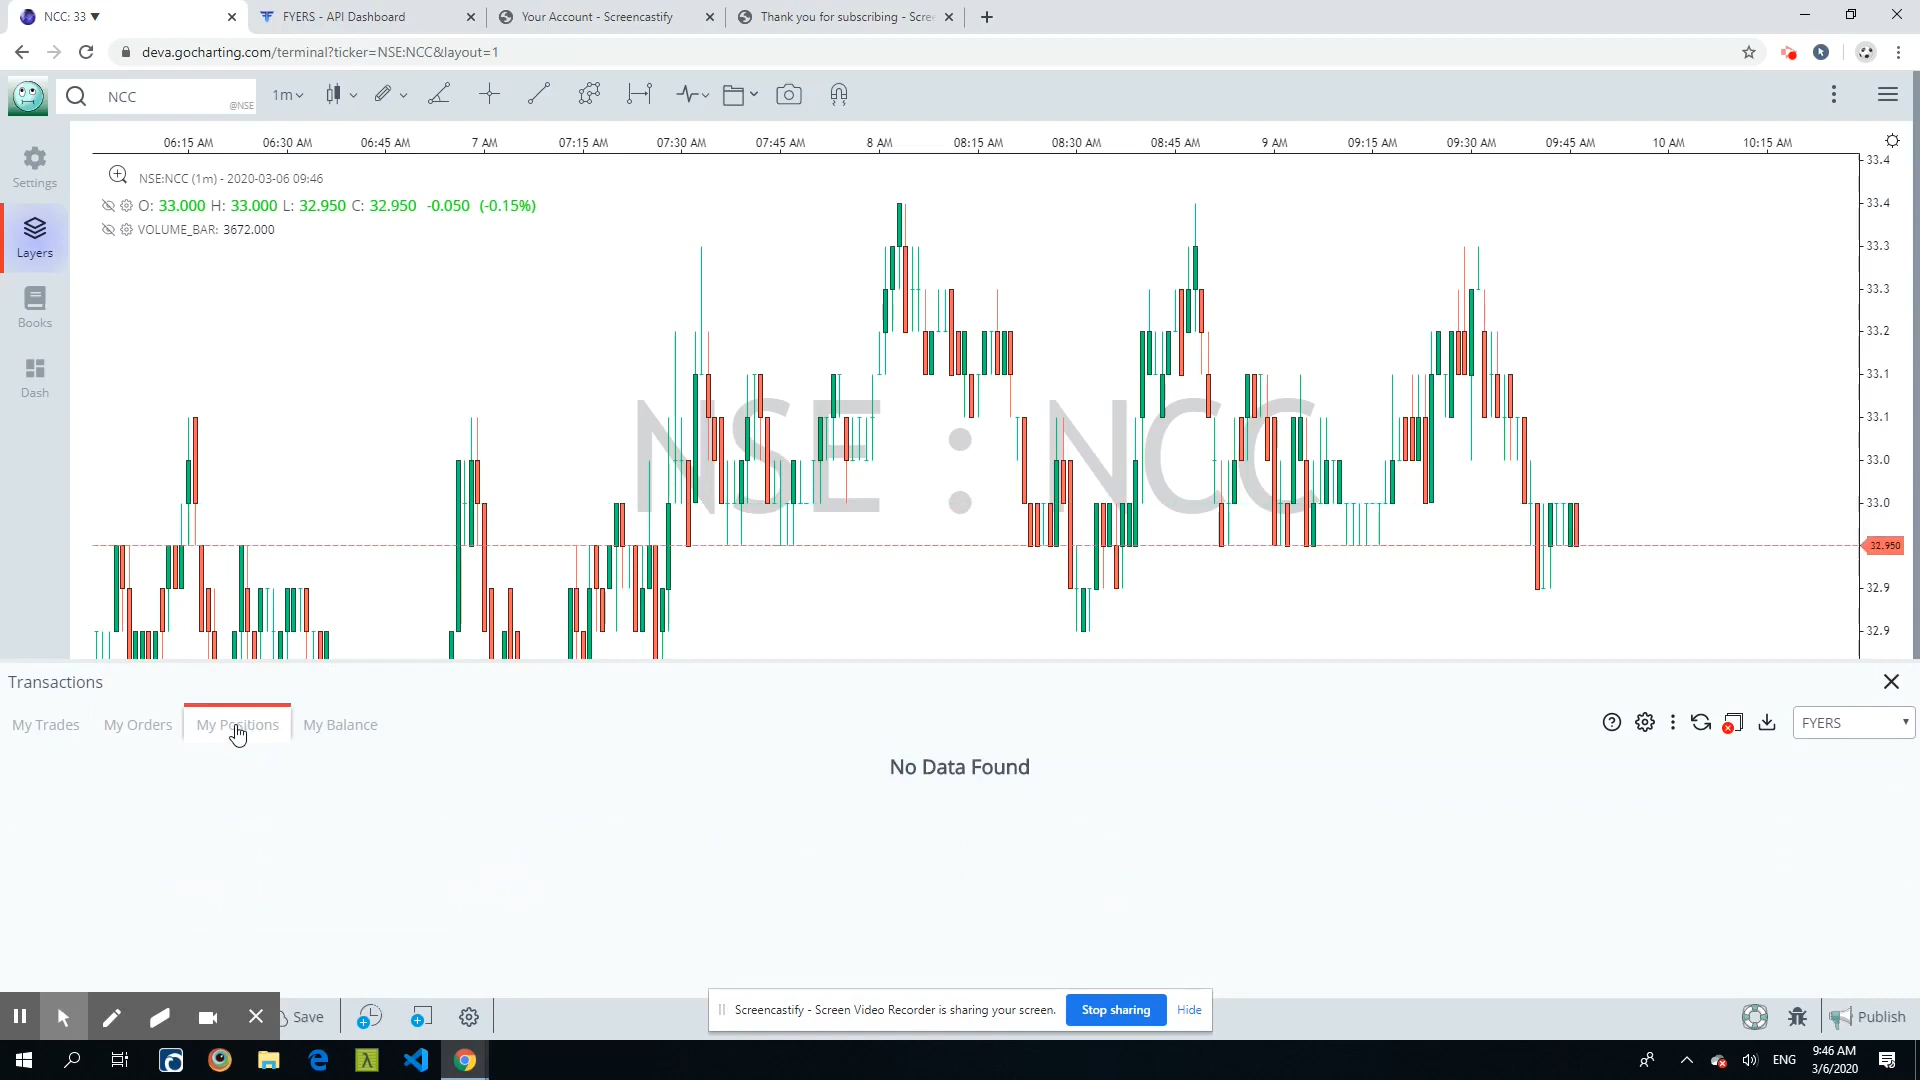 NCC: 33 ▼
FYERS - API Dashboard
Your Account - Screencastify
Thank you for subscribing - Scre
deva.gocharting.com/terminal?ticker=NSE:NCC&layout=1
NCC
@NSE
1m
06:15 AM 06:30 AM 06:45 AM 7 AM 07:15 AM 07:30 AM 07:45 AM 8 AM 08:15 AM 08:30 AM 08:45 AM 9 AM 09:15 AM 09:30 AM 09:45 AM 10 AM 10:15 AM
Settings
Layers
Books
Dash
NSE:NCC (1m) - 2020-03-06 09:46
O: 33.000 H: 33.000 L: 32.950 C: 32.950 -0.050 (-0.15%)
VOLUME_BAR: 3672.000
NSE : NCC
33.4
33.4
33.3
33.3
33.2
33.1
33.1
33.0
33.0
32.950
32.9
32.9
Transactions
My Trades My Orders My Positions My Balance
FYERS
No Data Found
Save
Screencastify - Screen Video Recorder is sharing your screen. Stop sharing Hide
Publish
ENG
9:46 AM
3/6/2020